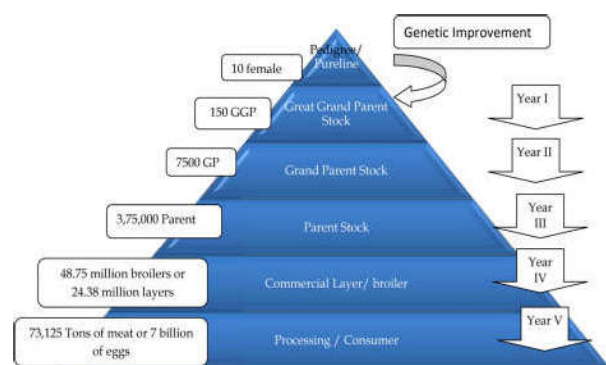 Genetic Improvement
Pedigree/
Pureline
10 female
Great Grand Parent
Stock
150 GGP
Year I
Grand Parent Stock
7500 GP
Year II
Parent Stock
3,75,000 Parent
Year
III
Commercial Layer/ broiler
48.75 million broilers or
24.38 million layers
Year
IV
Processing / Consumer
73,125 Tons of meat or 7 billion
of eggs
Year V